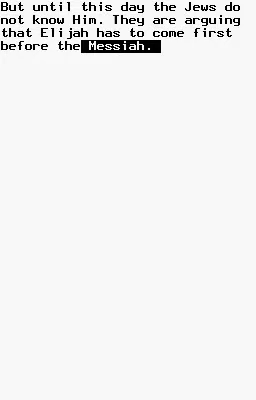 But until this day the Jews do
not know Him. They are arguing
that Elijah has to come first
before the Messiah.